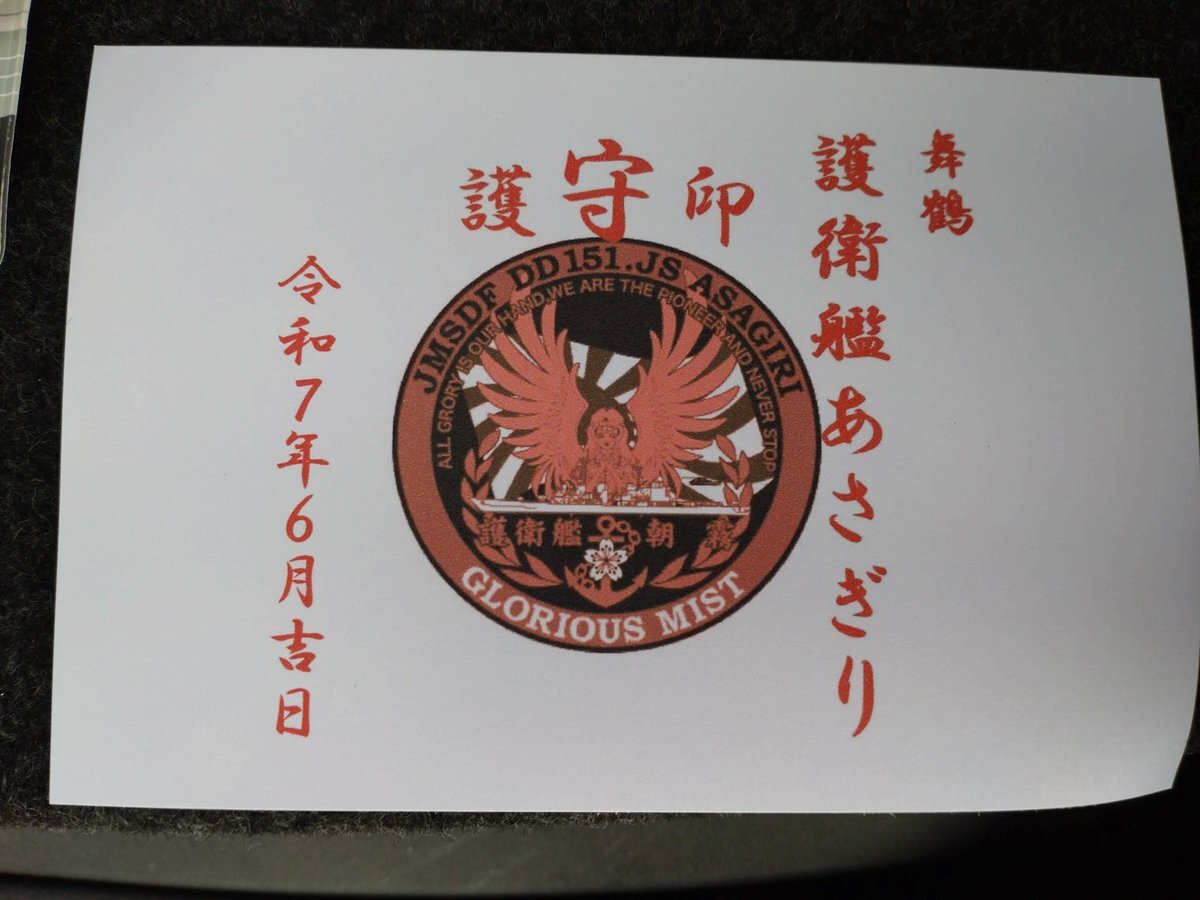 舞鶴
護衛艦あさぎり
護守印
JMSDF DD151.JS ASAGIRI
ALL GRORY IS OUR HAND.WE ARE THE PIONEER AND NEVER STOP
護衛艦 朝霧
GLORIOUS MIST
令和7年6月吉日